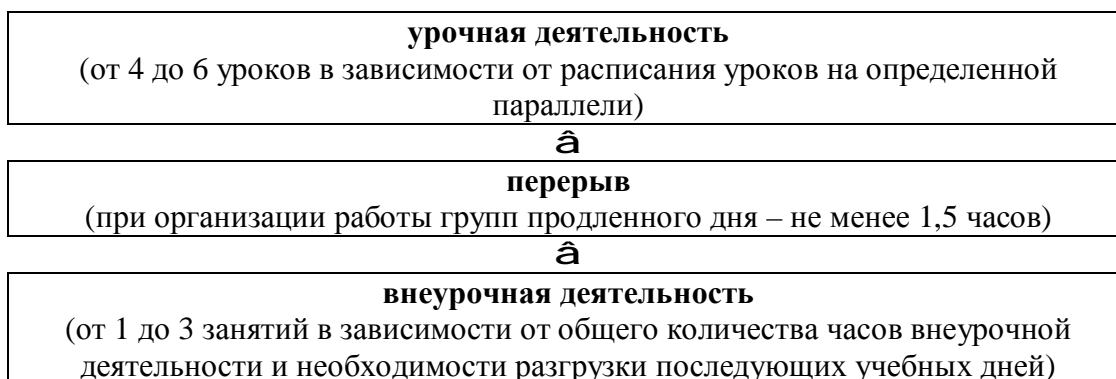 урочная деятельность
(от 4 до 6 уроков в зависимости от расписания уроков на определенной
параллели)
â
перерыв
(при организации работы групп продленного дня – не менее 1,5 часов)
â
внеурочная деятельность
(от 1 до 3 занятий в зависимости от общего количества часов внеурочной
деятельности и необходимости разгрузки последующих учебных дней)